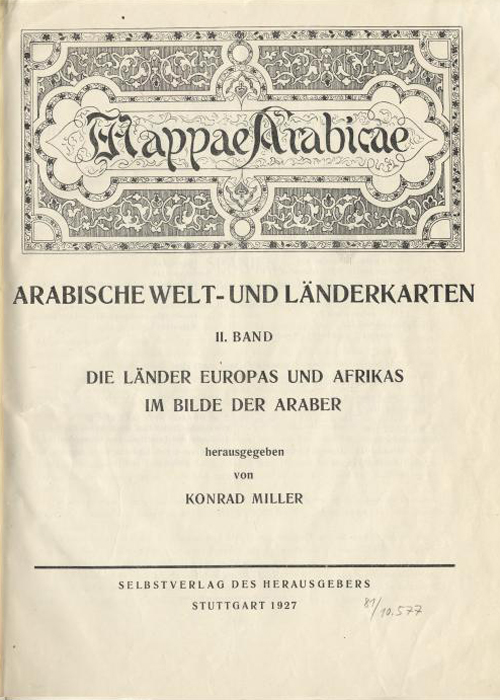 Mappae Arabicae
ARABISCHE WELT- UND LÄNDERKARTEN
II. BAND
DIE LÄNDER EUROPAS UND AFRIKAS
IM BILDE DER ARABER
herausgegeben
von
KONRAD MILLER
SELBSTVERLAG DES HERAUSGEBERS
STUTTGART 1927
81/10.577